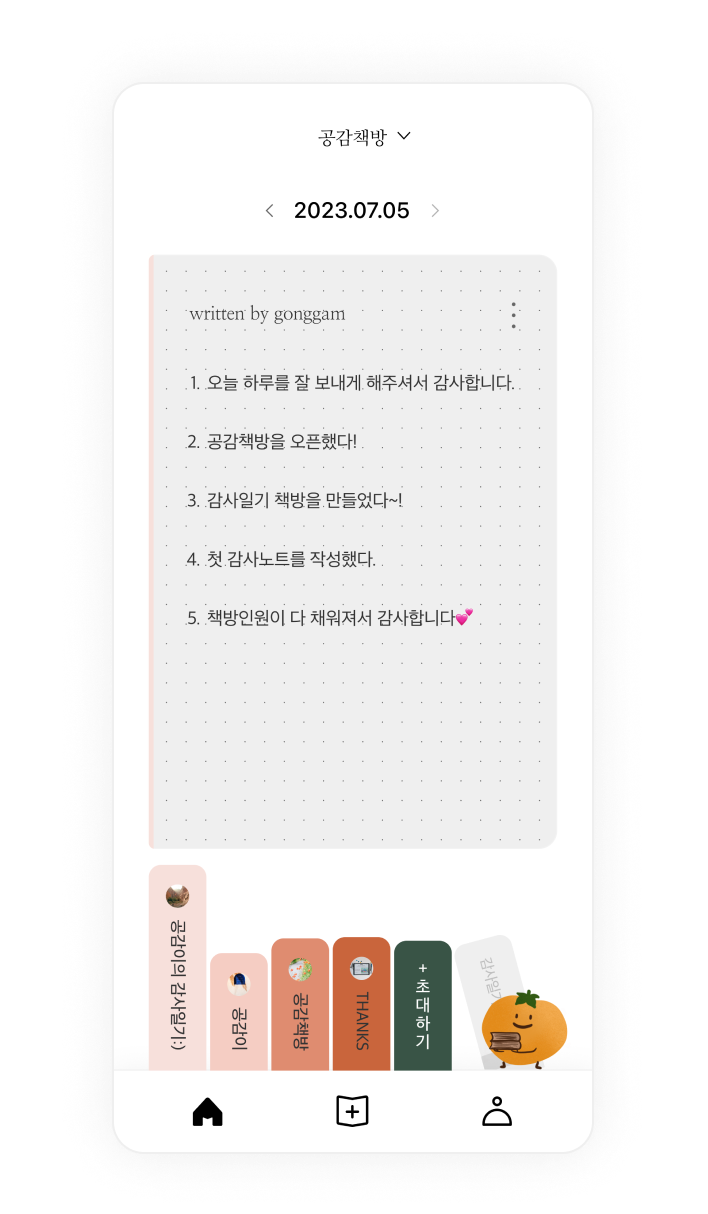 공감책방
2023.07.05
written by gonggam
1. 오늘 하루를 잘 보내게 해주셔서 감사합니다.
2. 공감책방을 오픈했다!
3. 감사일기 책방을 만들었다~!
4. 첫 감사노트를 작성했다.
5. 책방인원이 다 채워져서 감사합니다💕
공감이의 감사일기:)
공감이
공감책방
THANKS
+초대하기
감사일기